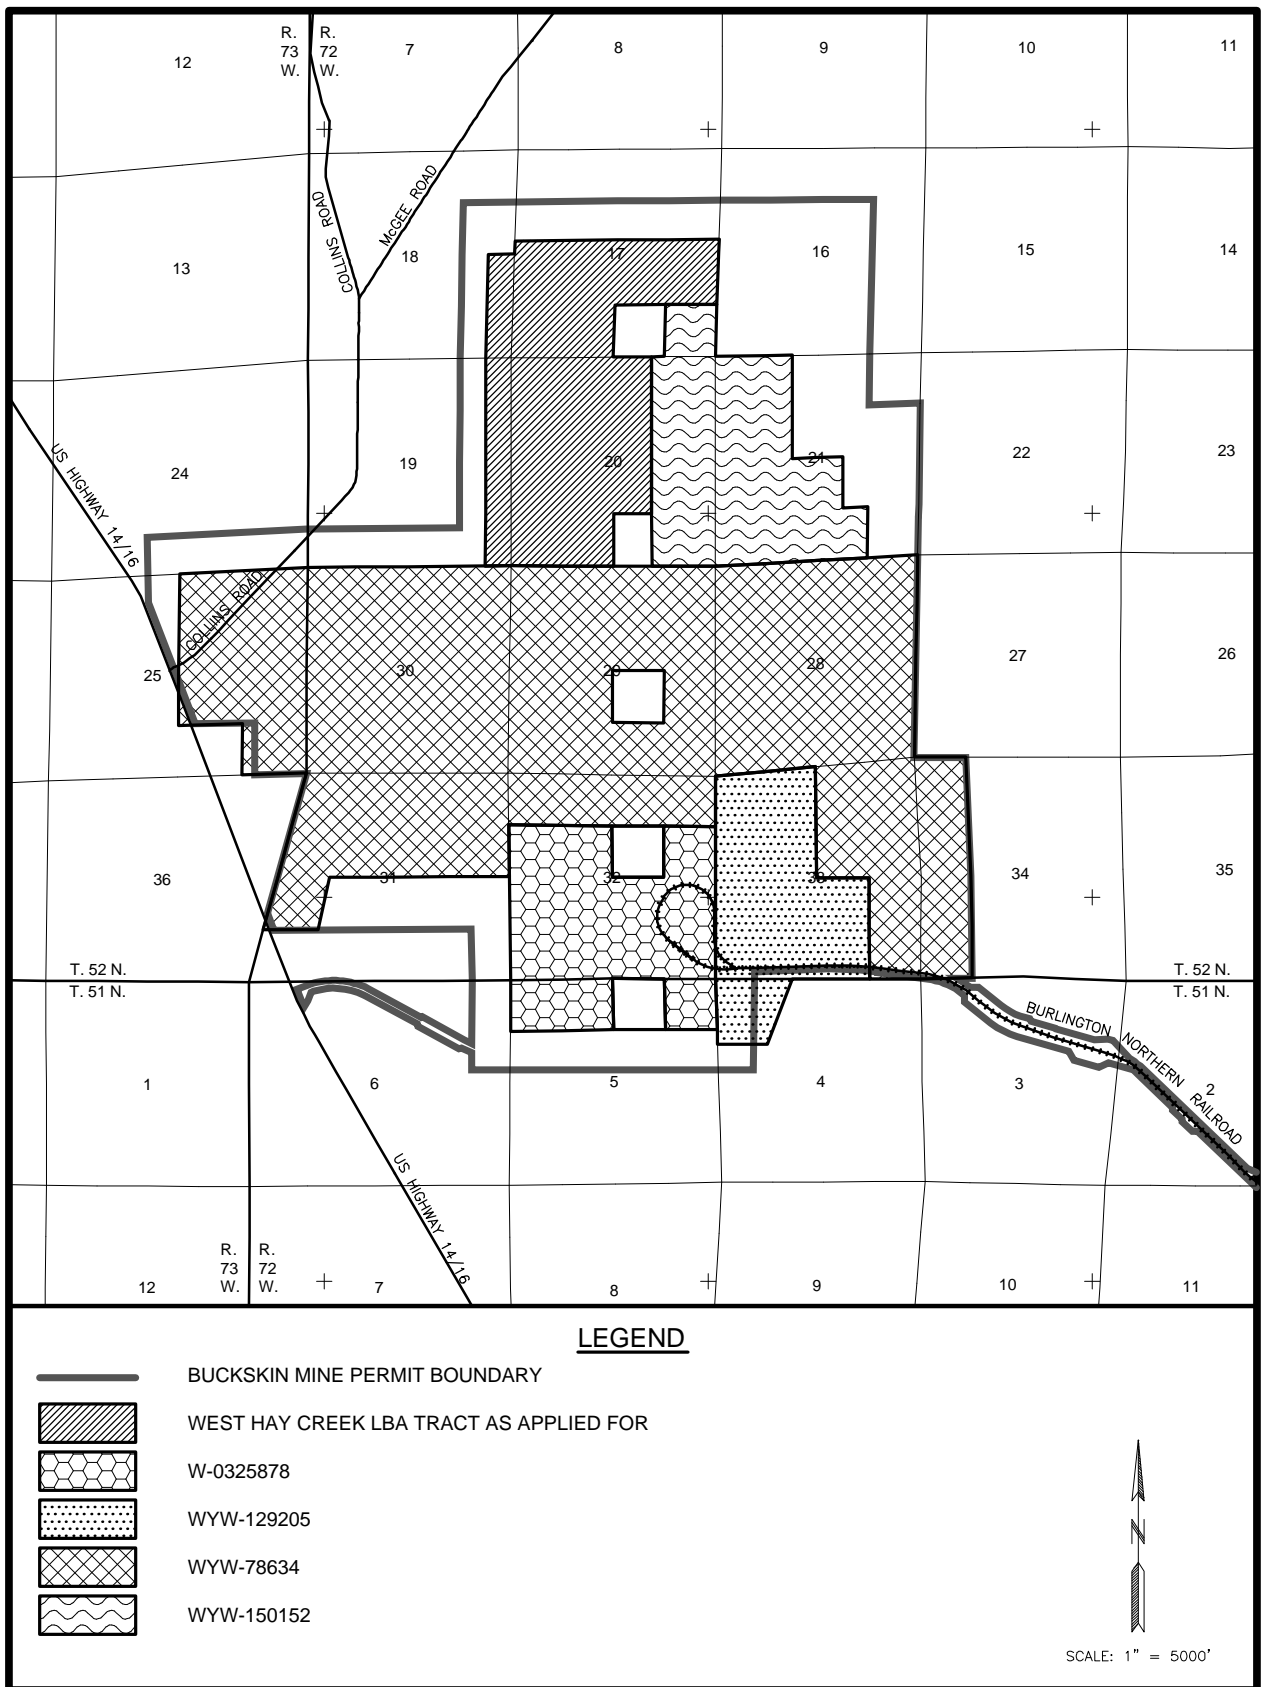 R. R.
73 72
W. W.
12
7
8
9
10
11
COLLINS ROAD
McGEE ROAD
13
18
17
16
15
14
US HIGHWAY 14/16
24
19
20
21
22
23
COLLINS ROAD
25
30
29
28
27
26
36
31
32
33
34
35
T. 52 N.
T. 51 N.
T. 52 N.
T. 51 N.
BURLINGTON NORTHERN RAILROAD
1
6
5
4
3
2
US HIGHWAY 14/16
R. R.
73 72
W. W.
12
7
8
9
10
11
LEGEND
BUCKSKIN MINE PERMIT BOUNDARY
WEST HAY CREEK LBA TRACT AS APPLIED FOR
W-0325878
WYW-129205
WYW-78634
WYW-150152
N
SCALE: 1" = 5000'